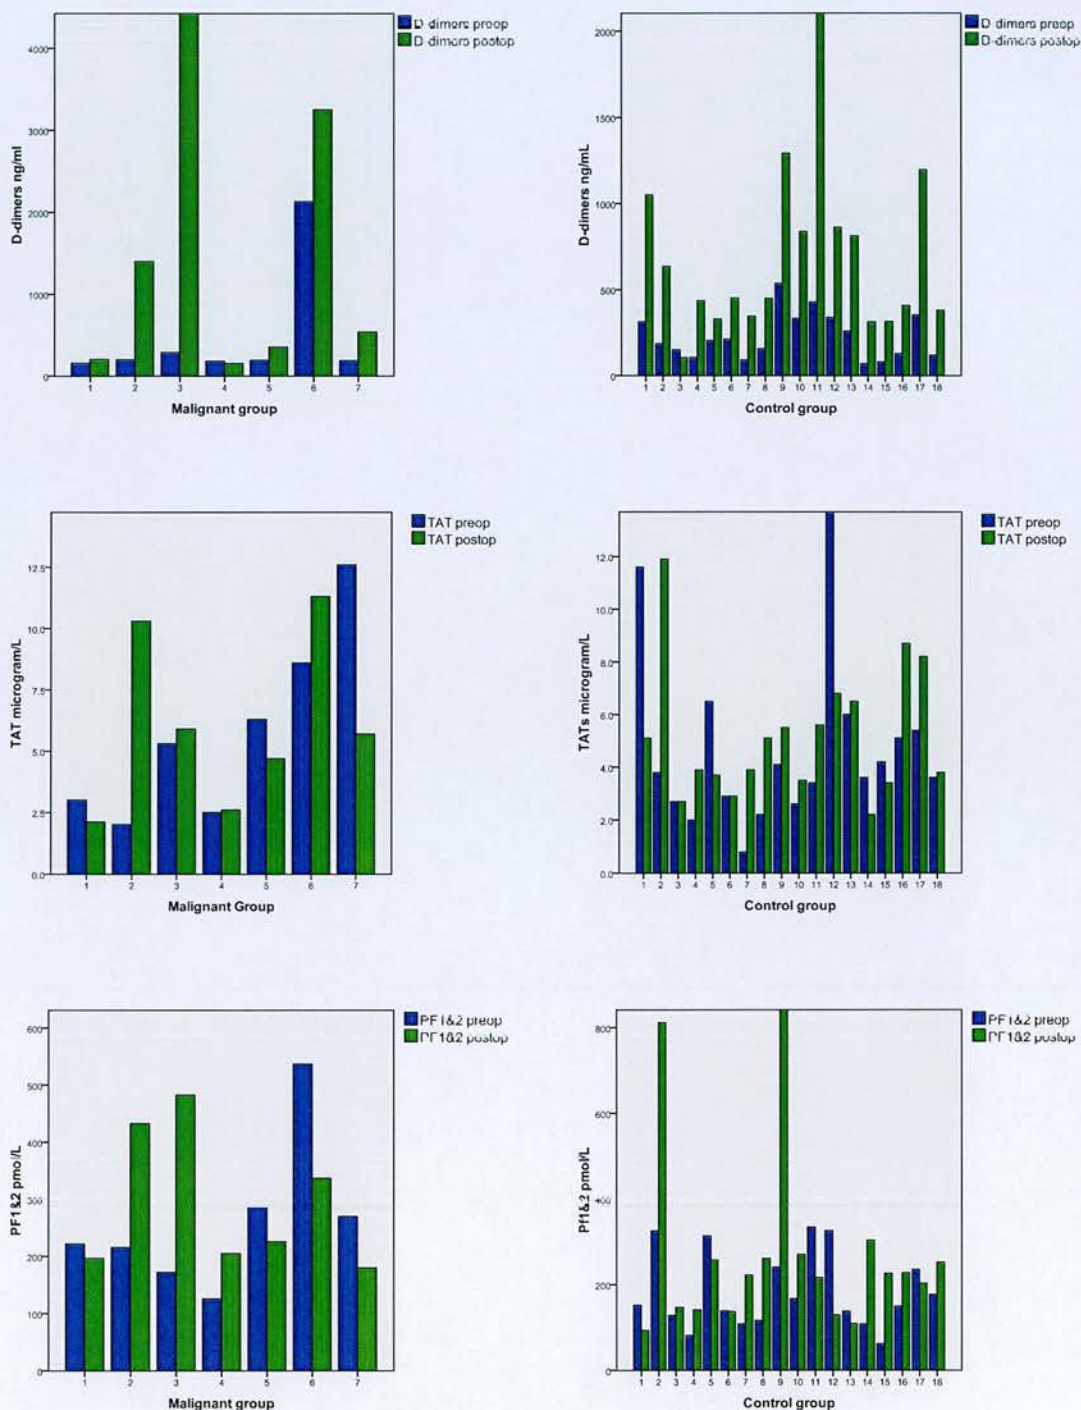 D-dimers preop
D-dimers postop
4000
3000
2000
1000
0
D-dimers ng/ml
1 2 3 4 5 6 7
Malignant group
D-dimers preop
D-dimers postop
2000
1500
1000
500
0
D-dimers ng/mL
1 2 3 4 5 6 7 8 9 10 11 12 13 14 15 16 17 18
Control group
TAT preop
TAT postop
12.5
10.0
7.5
5.0
2.5
0.0
TAT microgram/L
1 2 3 4 5 6 7
Malignant Group
TAT preop
TAT postop
12.0
10.0
8.0
6.0
4.0
2.0
0.0
TATs microgram/L
1 2 3 4 5 6 7 8 9 10 11 12 13 14 15 16 17 18
Control group
PF1&2 preop
PF1&2 postop
600
500
400
300
200
100
0
PF1&2 pmol/L
1 2 3 4 5 6 7
Malignant group
PF1&2 preop
PF1&2 postop
800
600
400
200
0
Pf1&2 pmol/L
1 2 3 4 5 6 7 8 9 10 11 12 13 14 15 16 17 18
Control group